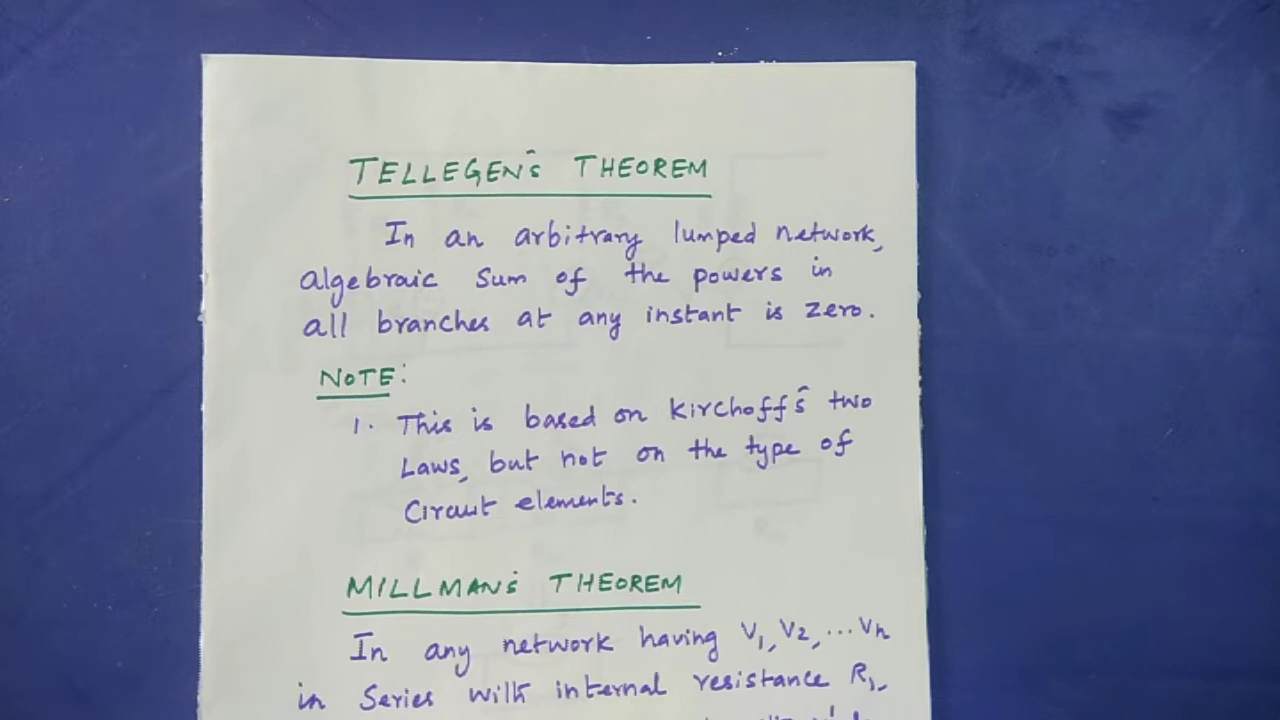 TELLEGEN'S THEOREM
In an arbitrary lumped network,
algebraic sum of the powers in
all branches at any instant is zero.
NOTE:
1. This is based on Kirchoff's two
Laws, but not on the type of
Circuit elements.
MILLMAN'S THEOREM
In any network having V1, V2, ... Vn
in Series with internal resistance R1,